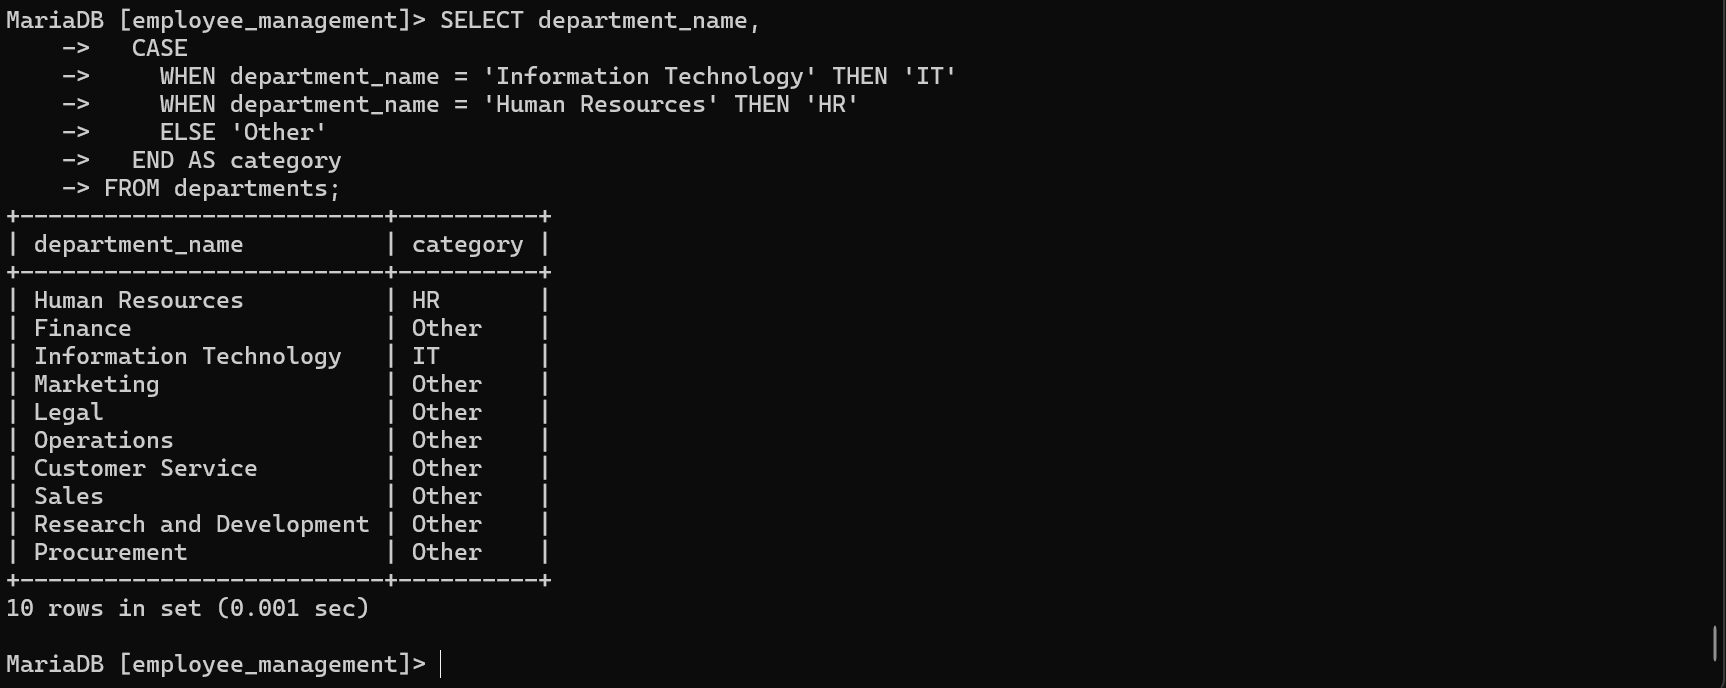 MariaDB [employee_management]> SELECT department_name,
    ->   CASE
    ->     WHEN department_name = 'Information Technology' THEN 'IT'
    ->     WHEN department_name = 'Human Resources' THEN 'HR'
    ->     ELSE 'Other'
    ->   END AS category
    -> FROM departments;
+--------------------------+----------+
| department_name          | category |
+--------------------------+----------+
| Human Resources          | HR       |
| Finance                  | Other    |
| Information Technology   | IT       |
| Marketing                | Other    |
| Legal                    | Other    |
| Operations               | Other    |
| Customer Service         | Other    |
| Sales                    | Other    |
| Research and Development | Other    |
| Procurement              | Other    |
+--------------------------+----------+
10 rows in set (0.001 sec)

MariaDB [employee_management]>